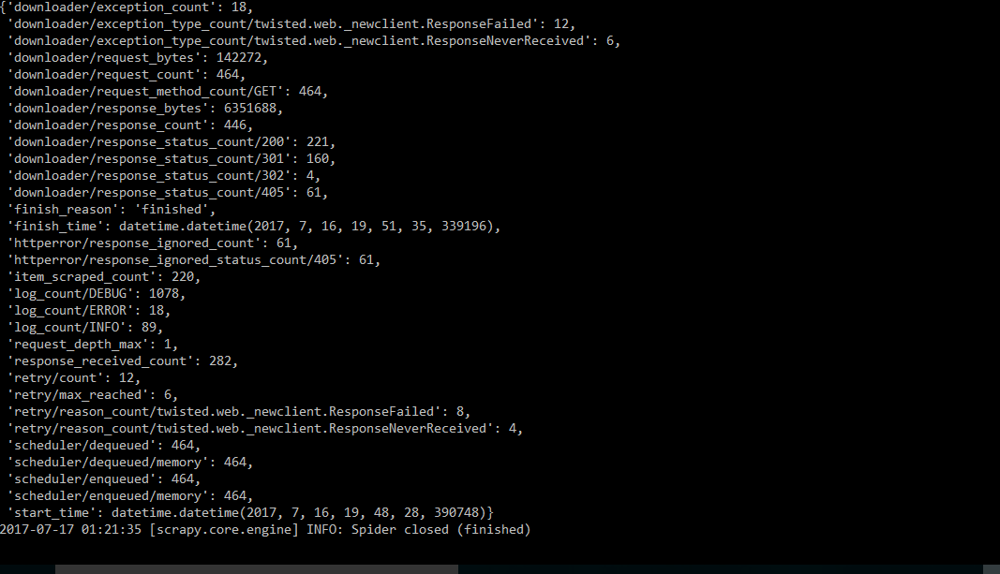 {'downloader/exception_count': 18,
'downloader/exception_type_count/twisted.web._newclient.ResponseFailed': 12,
'downloader/exception_type_count/twisted.web._newclient.ResponseNeverReceived': 6,
'downloader/request_bytes': 142272,
'downloader/request_count': 464,
'downloader/request_method_count/GET': 464,
'downloader/response_bytes': 6351688,
'downloader/response_count': 446,
'downloader/response_status_count/200': 221,
'downloader/response_status_count/301': 160,
'downloader/response_status_count/302': 4,
'downloader/response_status_count/405': 61,
'finish_reason': 'finished',
'finish_time': datetime.datetime(2017, 7, 16, 19, 51, 35, 339196),
'httperror/response_ignored_count': 61,
'httperror/response_ignored_status_count/405': 61,
'item_scraped_count': 220,
'log_count/DEBUG': 1078,
'log_count/ERROR': 18,
'log_count/INFO': 89,
'request_depth_max': 1,
'response_received_count': 282,
'retry/count': 12,
'retry/max_reached': 6,
'retry/reason_count/twisted.web._newclient.ResponseFailed': 8,
'retry/reason_count/twisted.web._newclient.ResponseNeverReceived': 4,
'scheduler/dequeued': 464,
'scheduler/dequeued/memory': 464,
'scheduler/enqueued': 464,
'scheduler/enqueued/memory': 464,
'start_time': datetime.datetime(2017, 7, 16, 19, 48, 28, 390748)}
2017-07-17 01:21:35 [scrapy.core.engine] INFO: Spider closed (finished)